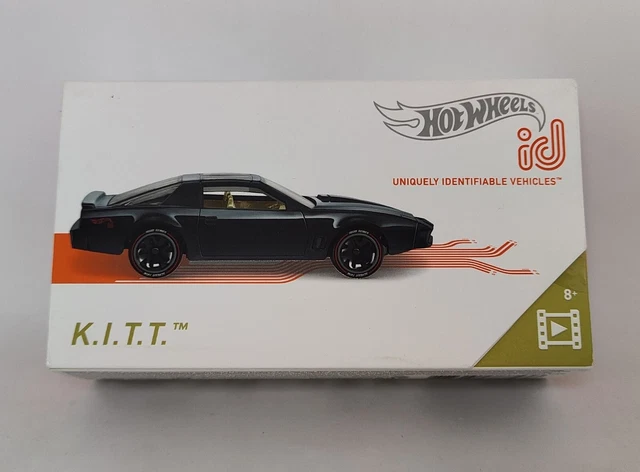 HOT WHEELS
id
UNIQUELY IDENTIFIABLE VEHICLES™
K.I.T.T.™
8+